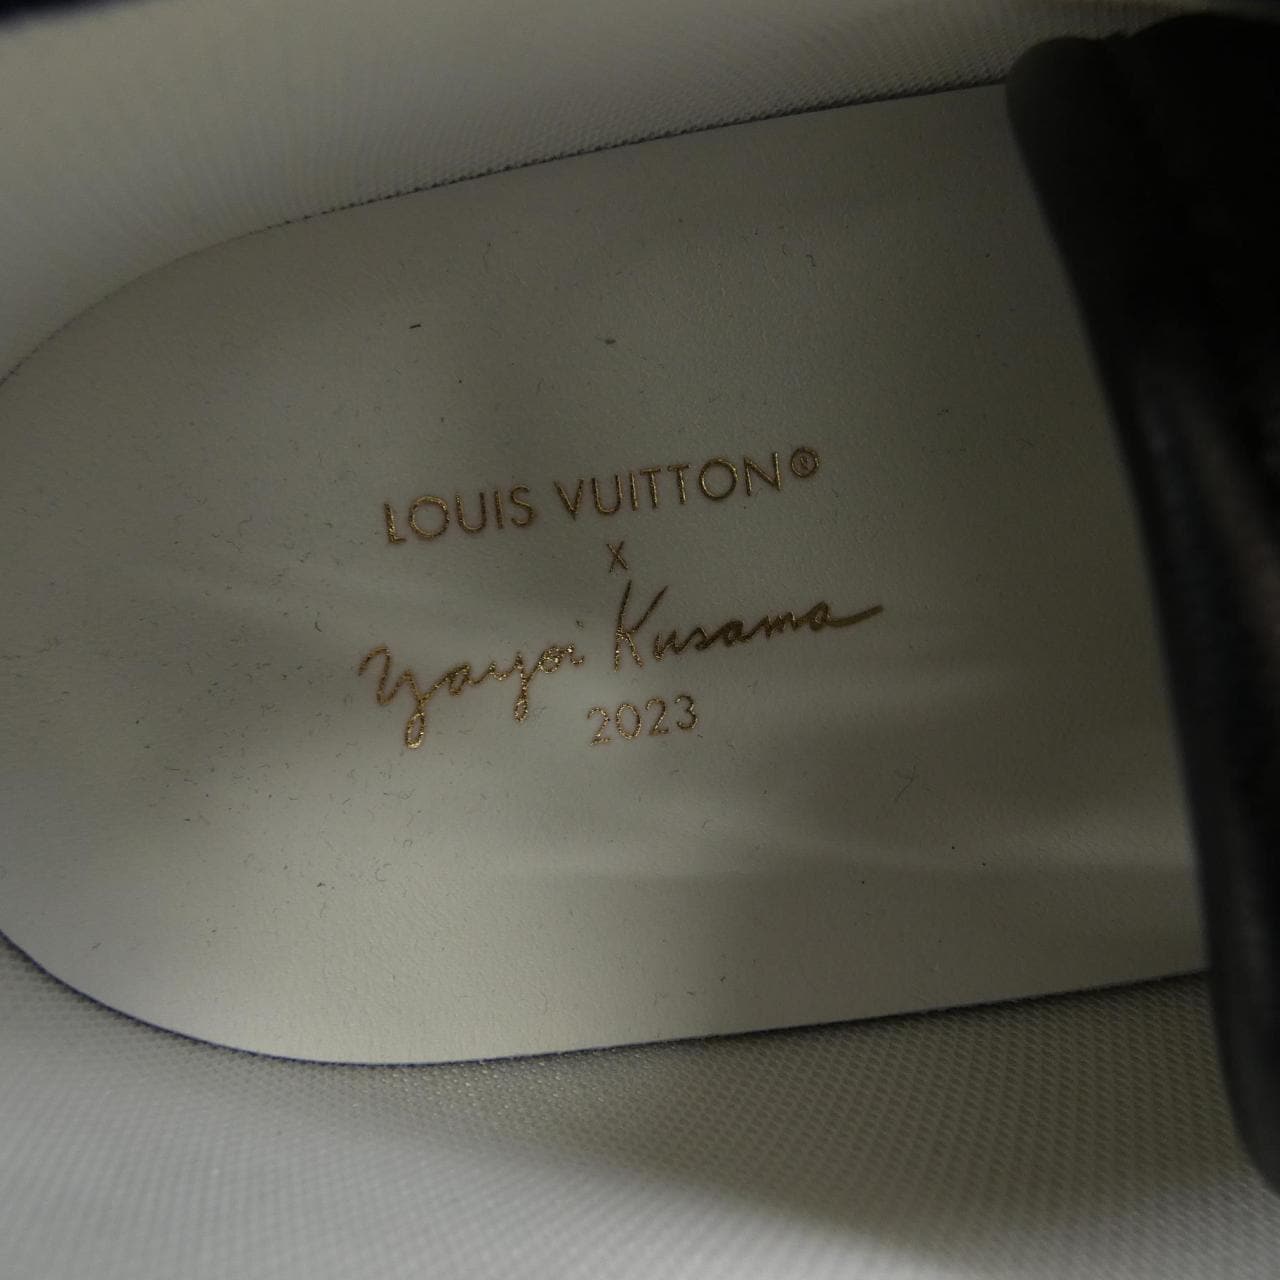 LOUIS VUITTON®
X
Yayoi Kusama
2023